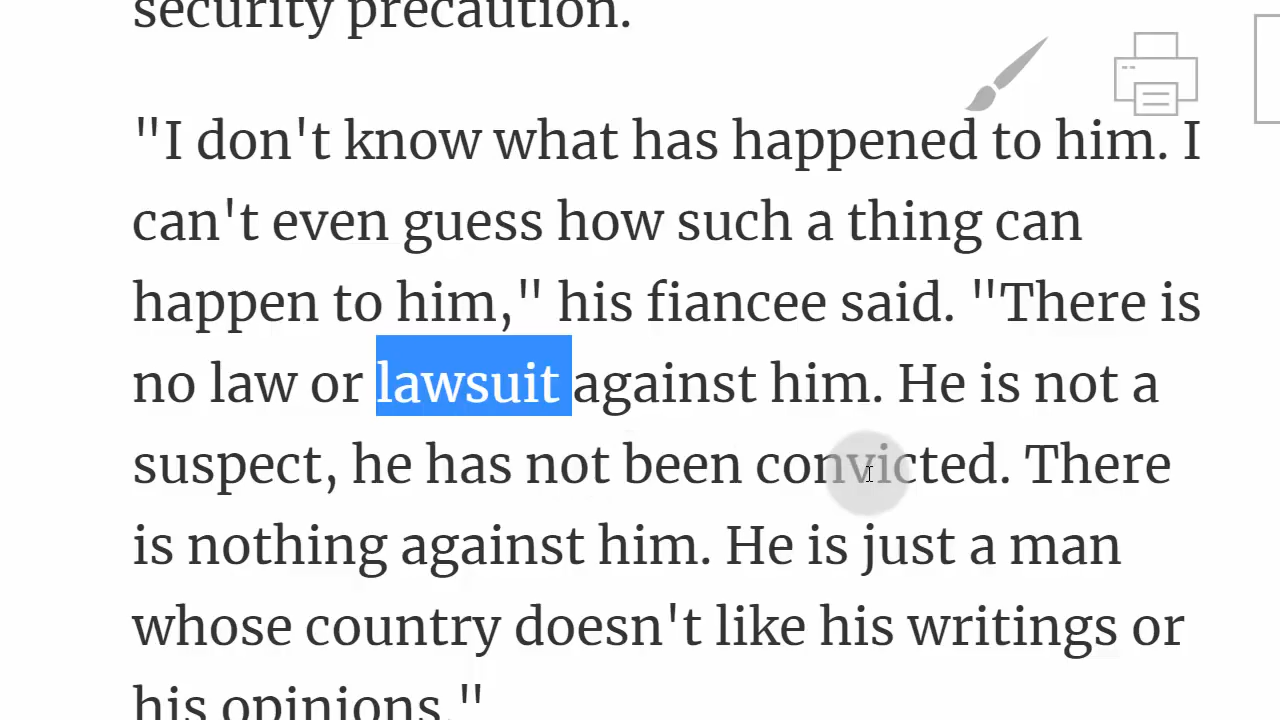 security precaution.
"I don't know what has happened to him. I
can't even guess how such a thing can
happen to him," his fiancee said. "There is
no law or lawsuit against him. He is not a
suspect, he has not been convicted. There
is nothing against him. He is just a man
whose country doesn't like his writings or
his opinions."